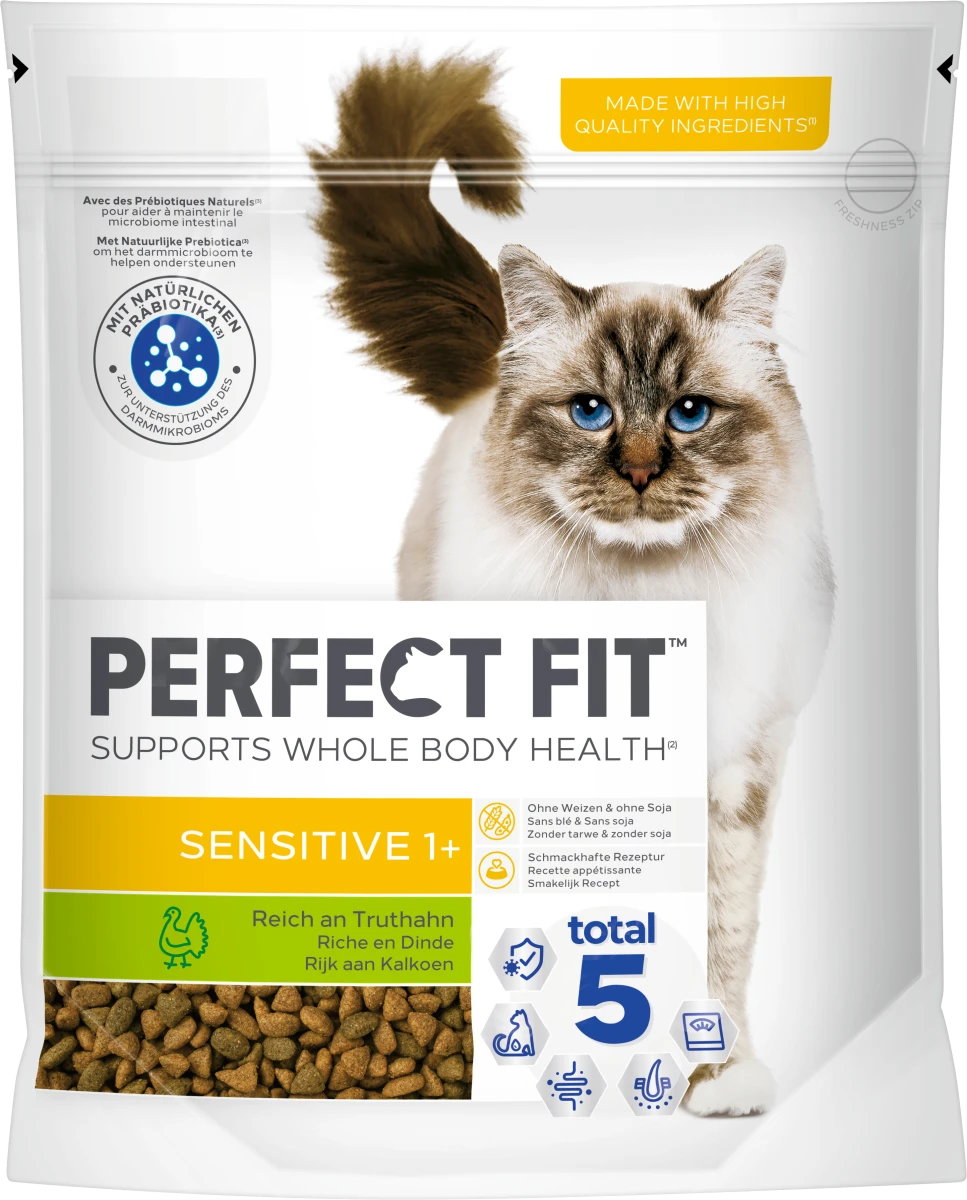 MADE WITH HIGH
QUALITY INGREDIENTS(1)
FRESHNESS ZIP
Avec des Prébiotiques Naturels(3)
pour aider à maintenir le
microbiome intestinal
Met Natuurlijke Prebiotica(3)
om het darmmicrobioom te
helpen ondersteunen
MIT NATÜRLICHEN
PRÄBIOTIKA(3)
• ZUR UNTERSTÜTZUNG DES •
DARMMIKROBIOMS
PERFECT FIT™
SUPPORTS WHOLE BODY HEALTH(2)
SENSITIVE 1+
Ohne Weizen & ohne Soja
Sans blé & Sans soja
Zonder tarwe & zonder soja
Schmackhafte Rezeptur
Recette appétissante
Smakelijk Recept
Reich an Truthahn
Riche en Dinde
Rijk aan Kalkoen
total
5